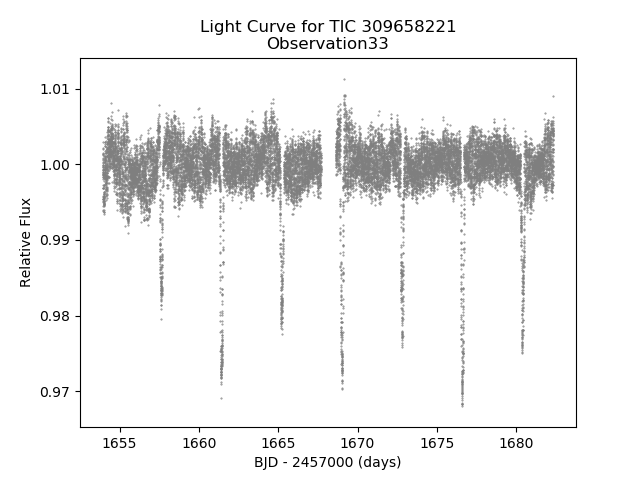 Light Curve for TIC 309658221
Observation33
1.01
1.00
0.99
0.98
0.97
Relative Flux
1655 1660 1665 1670 1675 1680
BJD - 2457000 (days)